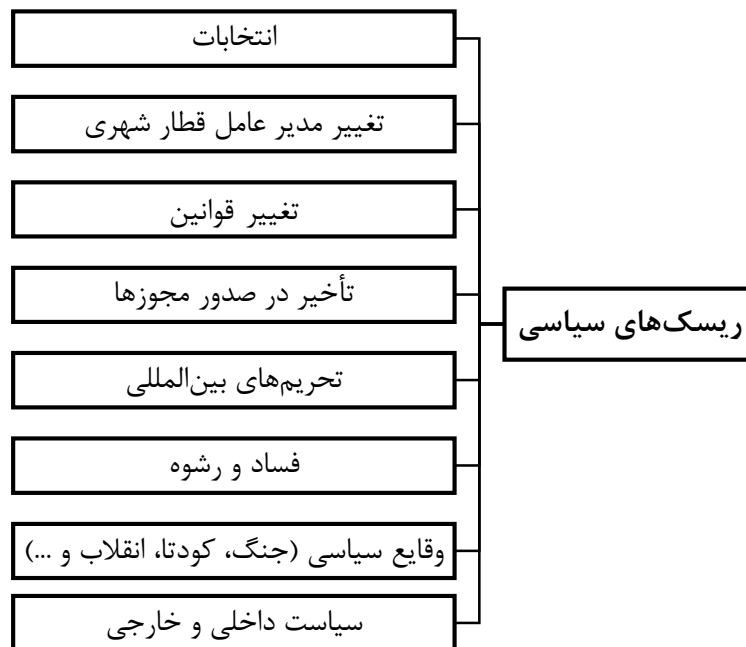 ریسک‌های سیاسی
انتخابات
تغییر مدیر عامل قطار شهری
تغییر قوانین
تأخیر در صدور مجوزها
تحریم‌های بین‌المللی
فساد و رشوه
وقایع سیاسی (جنگ، کودتا، انقلاب و ...)
سیاست داخلی و خارجی